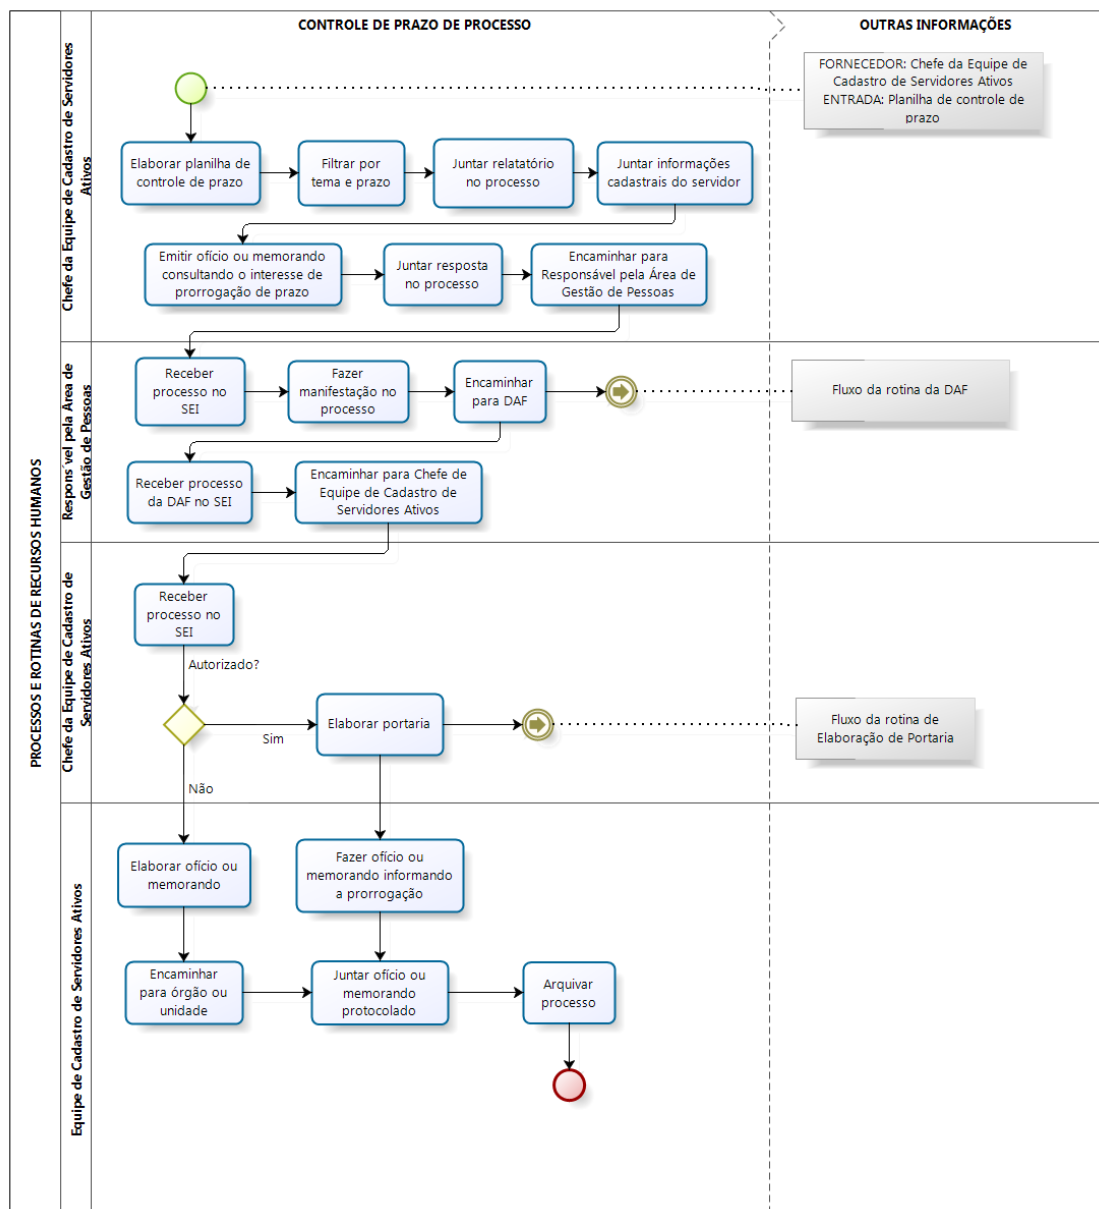 CONTROLE DE PRAZO DE PROCESSO
OUTRAS INFORMAÇÕES
PROCESSOS E ROTINAS DE RECURSOS HUMANOS
Chefe da Equipe de Cadastro de Servidores
Ativos
FORNECEDOR: Chefe da Equipe de
Cadastro de Servidores Ativos
ENTRADA: Planilha de controle de
prazo
Elaborar planilha de
controle de prazo
Filtrar por
tema e prazo
Juntar relatatório
no processo
Juntar informações
cadastrais do servidor
Emitir ofício ou memorando
consultando o interesse de
prorrogação de prazo
Juntar resposta
no processo
Encaminhar para
Responsável pela Área de
Gestão de Pessoas
Respons´vel pela Área de
Gestão de Pessoas
Receber
processo no
SEI
Fazer
manifestação no
processo
Encaminhar
para DAF
Fluxo da rotina da DAF
Receber processo
da DAF no SEI
Encaminhar para Chefe de
Equipe de Cadastro de
Servidores Ativos
Chefe da Equipe de Cadastro de
Servidores Ativos
Receber
processo no
SEI
Autorizado?
Sim
Elaborar portaria
Fluxo da rotina de
Elaboração de Portaria
Não
Equipe de Cadastro de Servidores Ativos
Elaborar ofício ou
memorando
Fazer ofício ou
memorando informando
a prorrogação
Encaminhar
para órgão ou
unidade
Juntar ofício ou
memorando
protocolado
Arquivar
processo